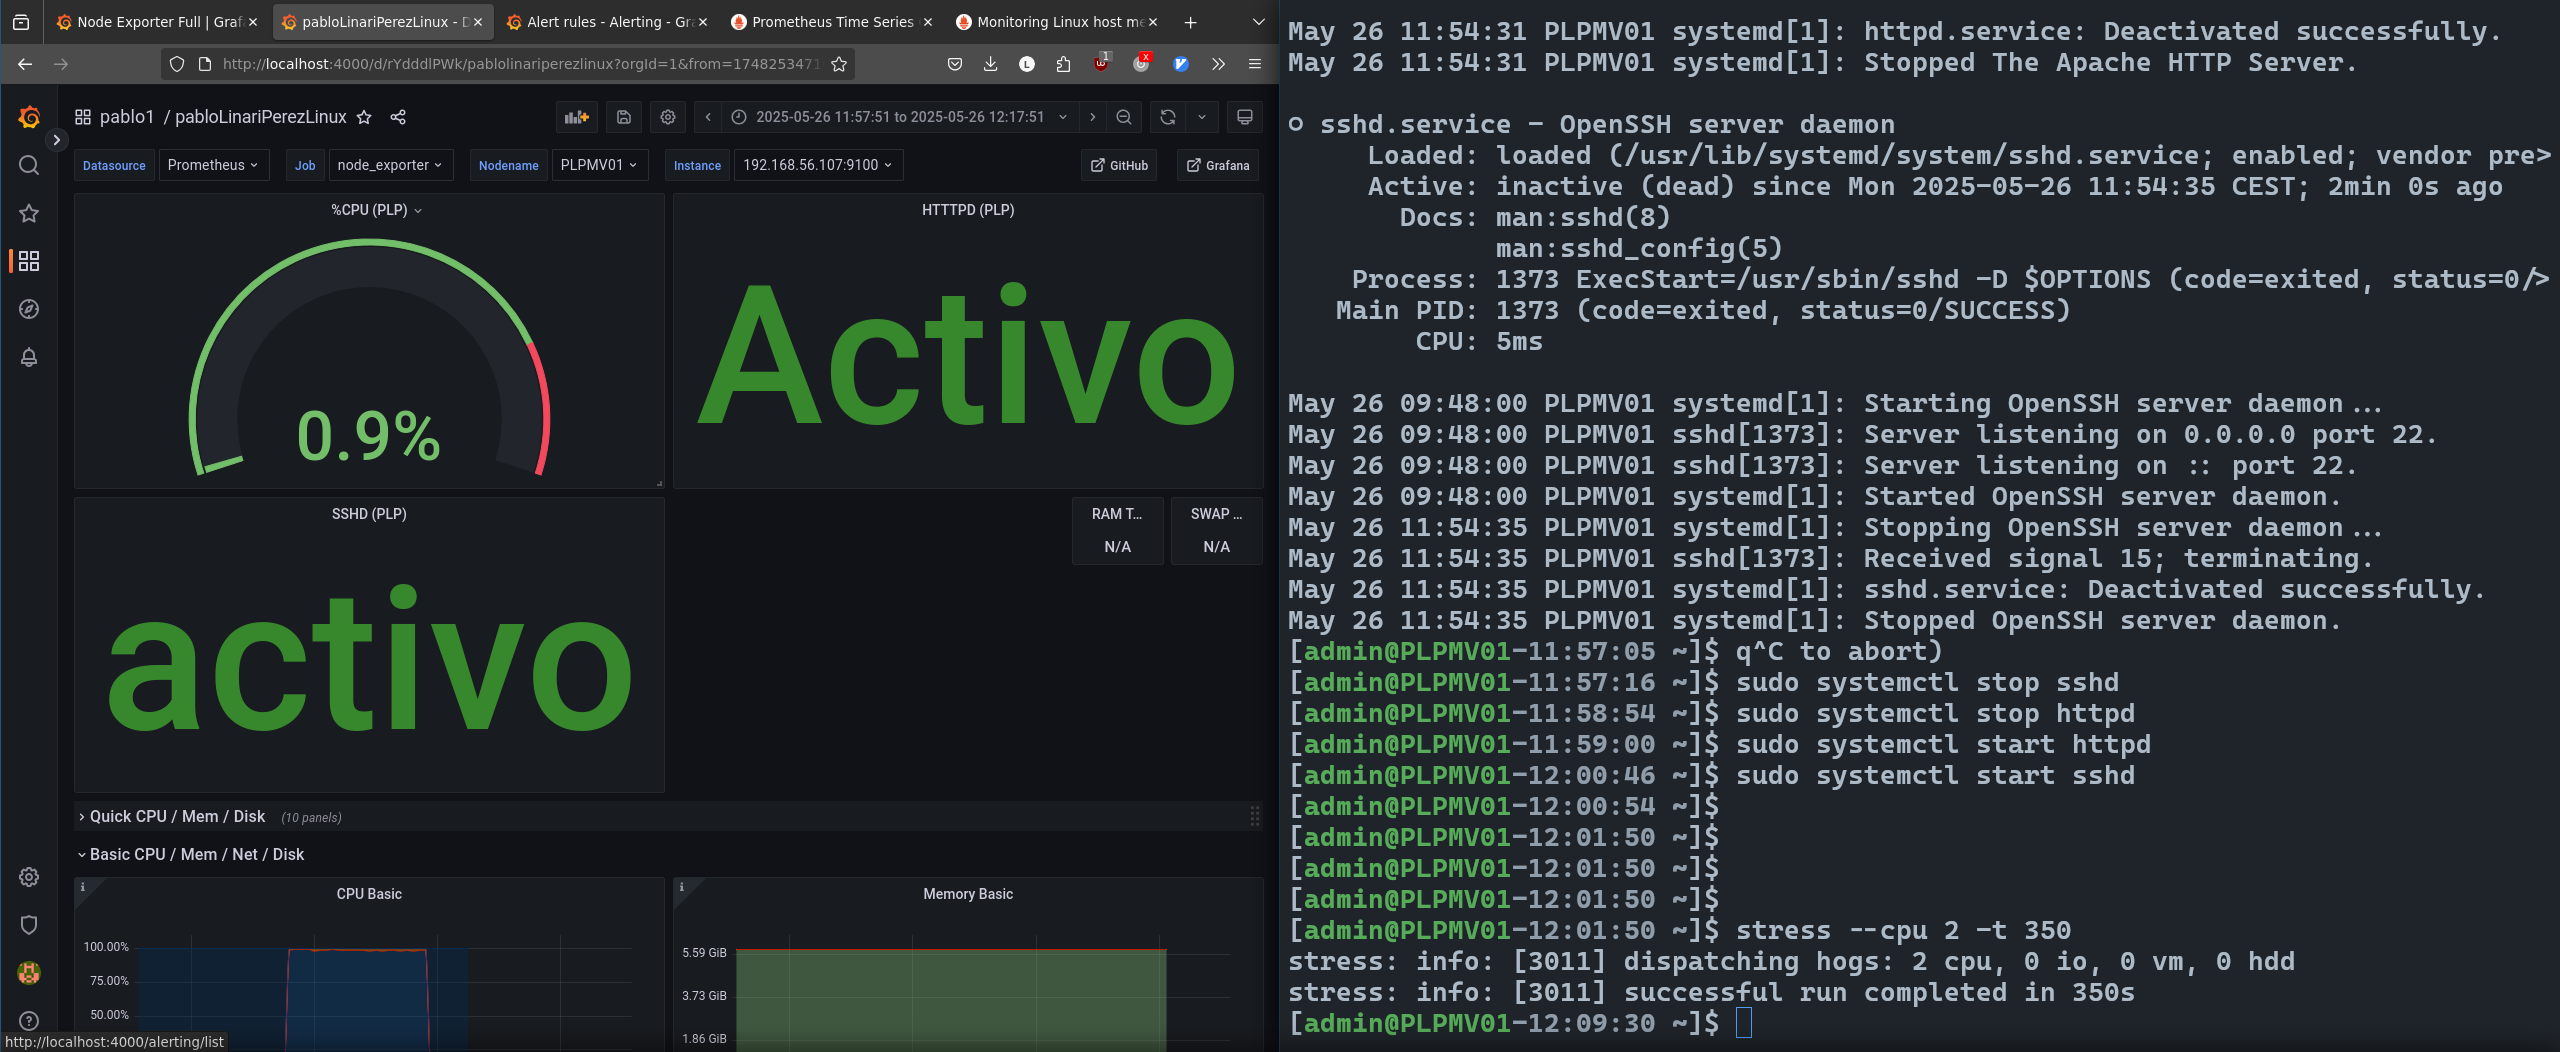 Node Exporter Full | Graf
pabloLinariPerezLinux - D
Alert rules - Alerting - Gra
Prometheus Time Series
Monitoring Linux host me
http://localhost:4000/d/rYdddlPWk/pablolinariperezlinux?orgId=1&from=1748253471
L
1
x
pablo1 / pabloLinariPerezLinux
2025-05-26 11:57:51 to 2025-05-26 12:17:51
Datasource Prometheus Job node_exporter Nodename PLPMV01 Instance 192.168.56.107:9100 GitHub Grafana
%CPU (PLP)
0.9%
HTTTPD (PLP)
Activo
SSHD (PLP)
activo
RAM T...
N/A
SWAP ...
N/A
Quick CPU / Mem / Disk (10 panels)
Basic CPU / Mem / Net / Disk
CPU Basic
100.00%
75.00%
50.00%
Memory Basic
5.59 GiB
3.73 GiB
1.86 GiB
http://localhost:4000/alerting/list
May 26 11:54:31 PLPMV01 systemd[1]: httpd.service: Deactivated successfully.
May 26 11:54:31 PLPMV01 systemd[1]: Stopped The Apache HTTP Server.
○ sshd.service - OpenSSH server daemon
Loaded: loaded (/usr/lib/systemd/system/sshd.service; enabled; vendor pre>
Active: inactive (dead) since Mon 2025-05-26 11:54:35 CEST; 2min 0s ago
Docs: man:sshd(8)
man:sshd_config(5)
Process: 1373 ExecStart=/usr/sbin/sshd -D $OPTIONS (code=exited, status=0/>
Main PID: 1373 (code=exited, status=0/SUCCESS)
CPU: 5ms
May 26 09:48:00 PLPMV01 systemd[1]: Starting OpenSSH server daemon...
May 26 09:48:00 PLPMV01 sshd[1373]: Server listening on 0.0.0.0 port 22.
May 26 09:48:00 PLPMV01 sshd[1373]: Server listening on :: port 22.
May 26 09:48:00 PLPMV01 systemd[1]: Started OpenSSH server daemon.
May 26 11:54:35 PLPMV01 systemd[1]: Stopping OpenSSH server daemon...
May 26 11:54:35 PLPMV01 sshd[1373]: Received signal 15; terminating.
May 26 11:54:35 PLPMV01 systemd[1]: sshd.service: Deactivated successfully.
May 26 11:54:35 PLPMV01 systemd[1]: Stopped OpenSSH server daemon.
[admin@PLPMV01-11:57:05 ~]$ q^C to abort)
[admin@PLPMV01-11:57:16 ~]$ sudo systemctl stop sshd
[admin@PLPMV01-11:58:54 ~]$ sudo systemctl stop httpd
[admin@PLPMV01-11:59:00 ~]$ sudo systemctl start httpd
[admin@PLPMV01-12:00:46 ~]$ sudo systemctl start sshd
[admin@PLPMV01-12:00:54 ~]$
[admin@PLPMV01-12:01:50 ~]$
[admin@PLPMV01-12:01:50 ~]$
[admin@PLPMV01-12:01:50 ~]$
[admin@PLPMV01-12:01:50 ~]$ stress --cpu 2 -t 350
stress: info: [3011] dispatching hogs: 2 cpu, 0 io, 0 vm, 0 hdd
stress: info: [3011] successful run completed in 350s
[admin@PLPMV01-12:09:30 ~]$